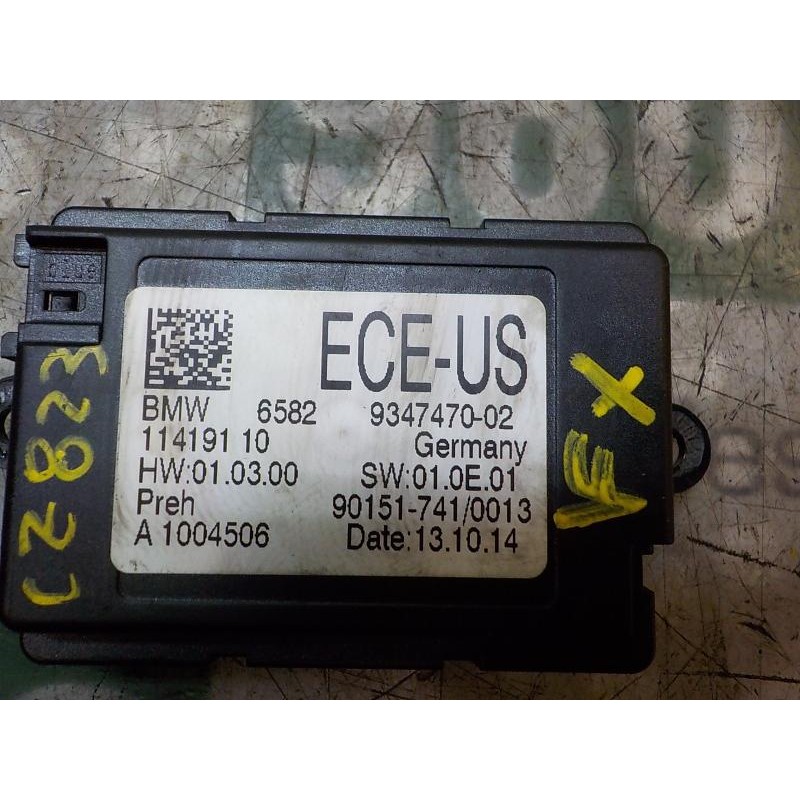 ECE-US
BMW 6582 9347470-02
114191 10 Germany
HW:01.03.00 SW:01.0E.01
Preh 90151-741/0013
A 1004506 Date:13.10.14